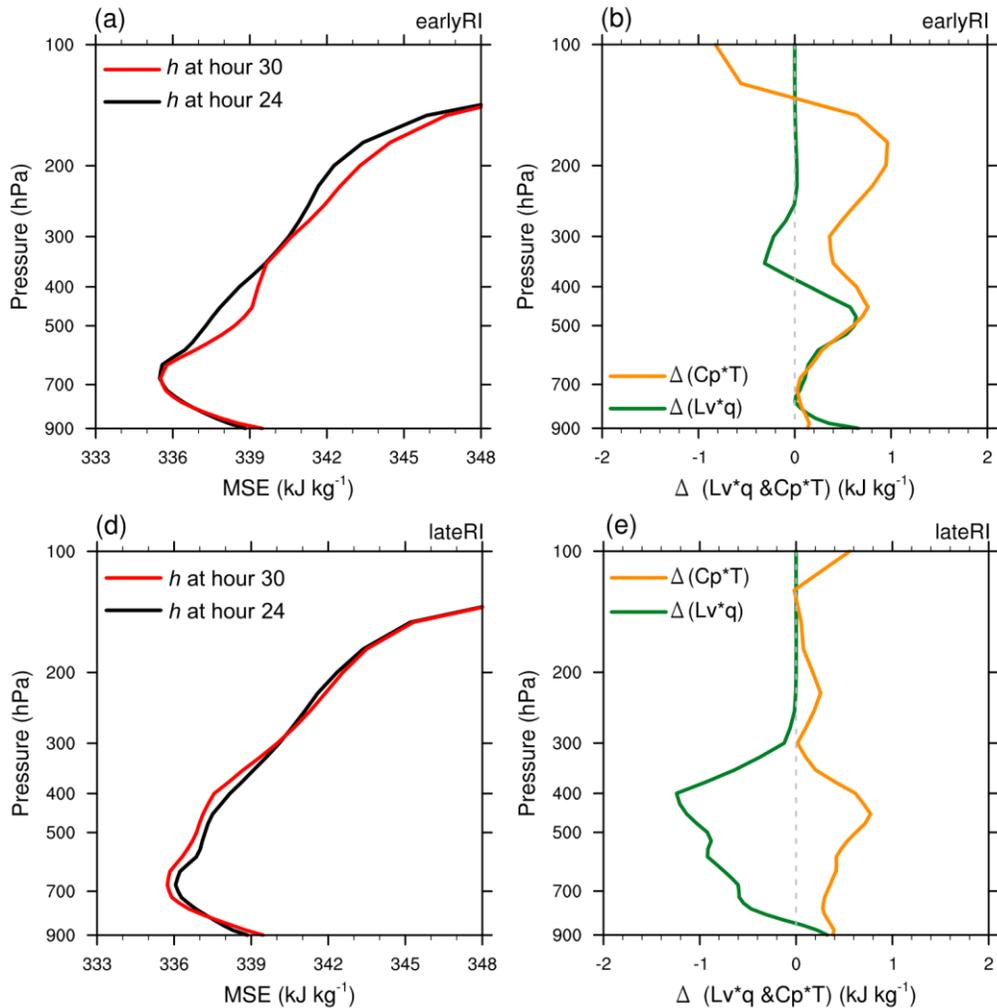 (a) earlyRI
100
200
300
400
500
700
900
Pressure (hPa)
h at hour 30
h at hour 24
333 336 339 342 345 348
MSE (kJ kg⁻¹)
(b) earlyRI
100
200
300
400
500
700
900
Pressure (hPa)
Δ (Cp*T)
Δ (Lv*q)
-2 -1 0 1 2
Δ (Lv*q &Cp*T) (kJ kg⁻¹)
(d) lateRI
100
200
300
400
500
700
900
Pressure (hPa)
h at hour 30
h at hour 24
333 336 339 342 345 348
MSE (kJ kg⁻¹)
(e) lateRI
100
200
300
400
500
700
900
Pressure (hPa)
Δ (Cp*T)
Δ (Lv*q)
-2 -1 0 1 2
Δ (Lv*q &Cp*T) (kJ kg⁻¹)